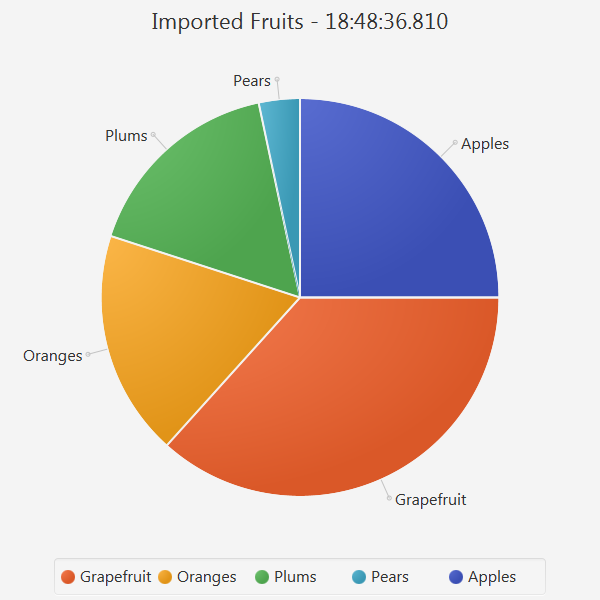 Imported Fruits - 18:48:36.810
Pears
Plums
Apples
Oranges
Grapefruit
Grapefruit Oranges Plums Pears Apples